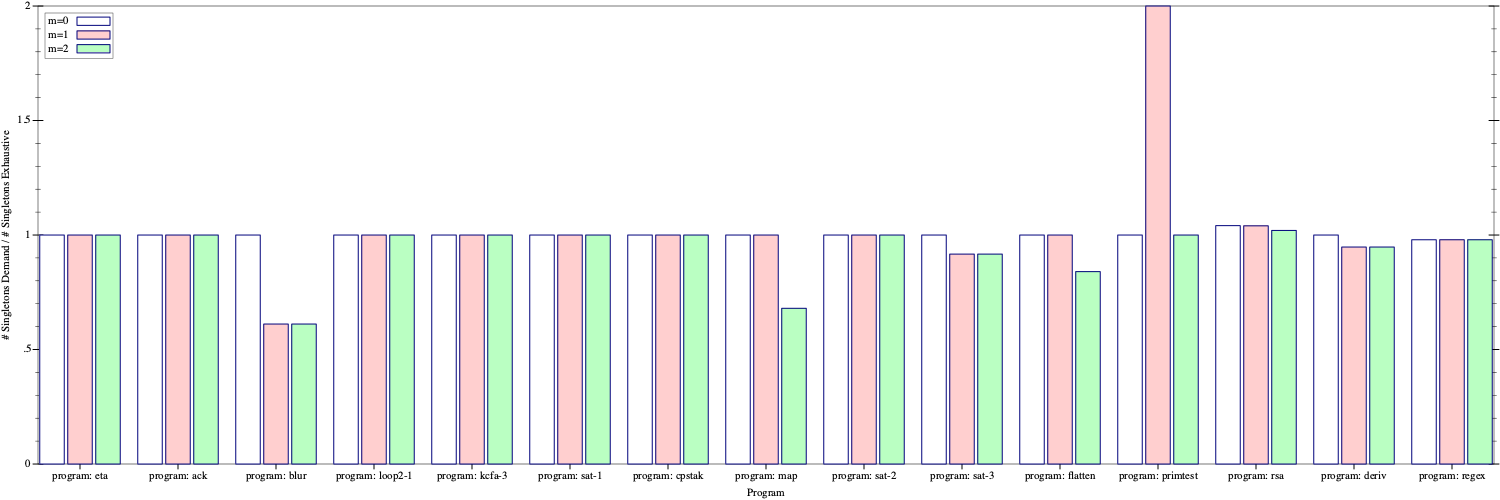 # Singletons Demand / # Singletons Exhaustive
2
1.5
1
.5
0
m=0
m=1
m=2
program: eta
program: ack
program: blur
program: loop2-1
program: kcfa-3
program: sat-1
program: cpstak
program: map
program: sat-2
program: sat-3
program: flatten
program: primtest
program: rsa
program: deriv
program: regex
Program